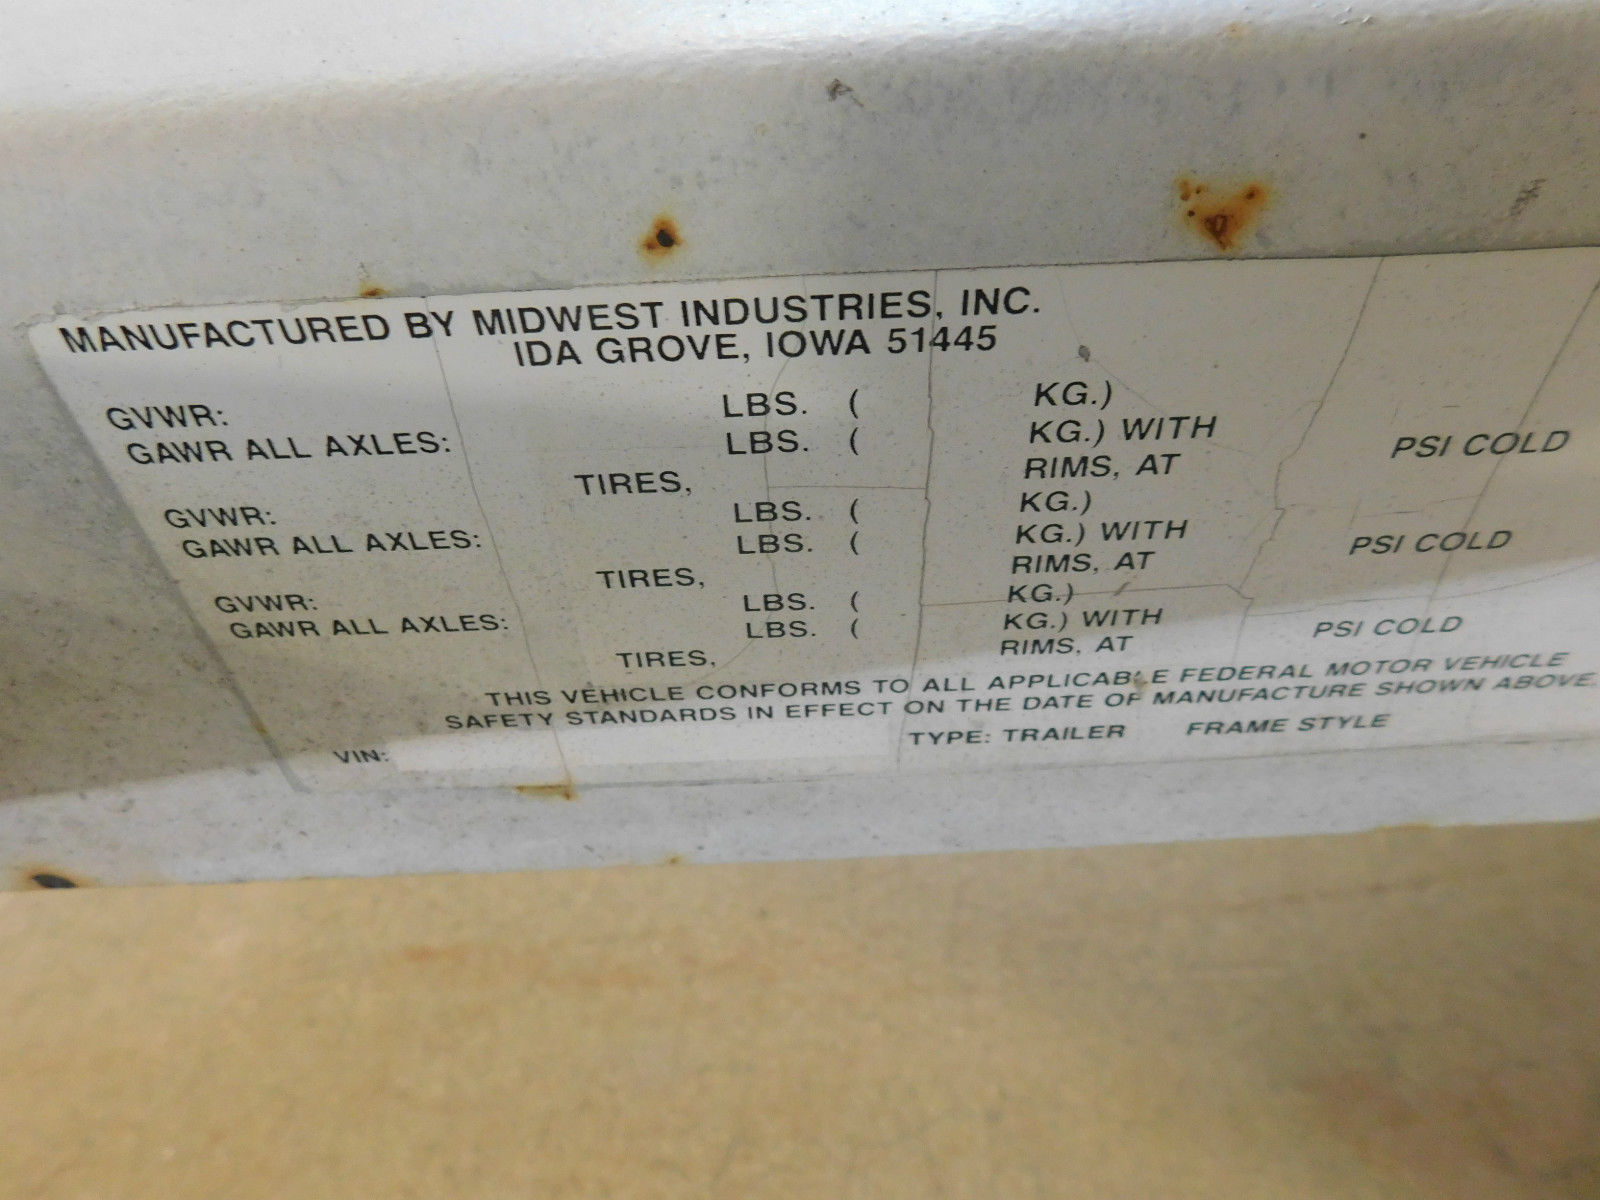 MANUFACTURED BY MIDWEST INDUSTRIES, INC.
IDA GROVE, IOWA 51445
GVWR: LBS. ( KG.)
GAWR ALL AXLES: LBS. ( KG.) WITH
TIRES, RIMS, AT PSI COLD
GVWR: LBS. ( KG.)
GAWR ALL AXLES: LBS. ( KG.) WITH
TIRES, RIMS, AT PSI COLD
GVWR: LBS. ( KG.)
GAWR ALL AXLES: LBS. ( KG.) WITH
TIRES, RIMS, AT PSI COLD
THIS VEHICLE CONFORMS TO ALL APPLICABLE FEDERAL MOTOR VEHICLE
SAFETY STANDARDS IN EFFECT ON THE DATE OF MANUFACTURE SHOWN ABOVE.
VIN: TYPE: TRAILER FRAME STYLE